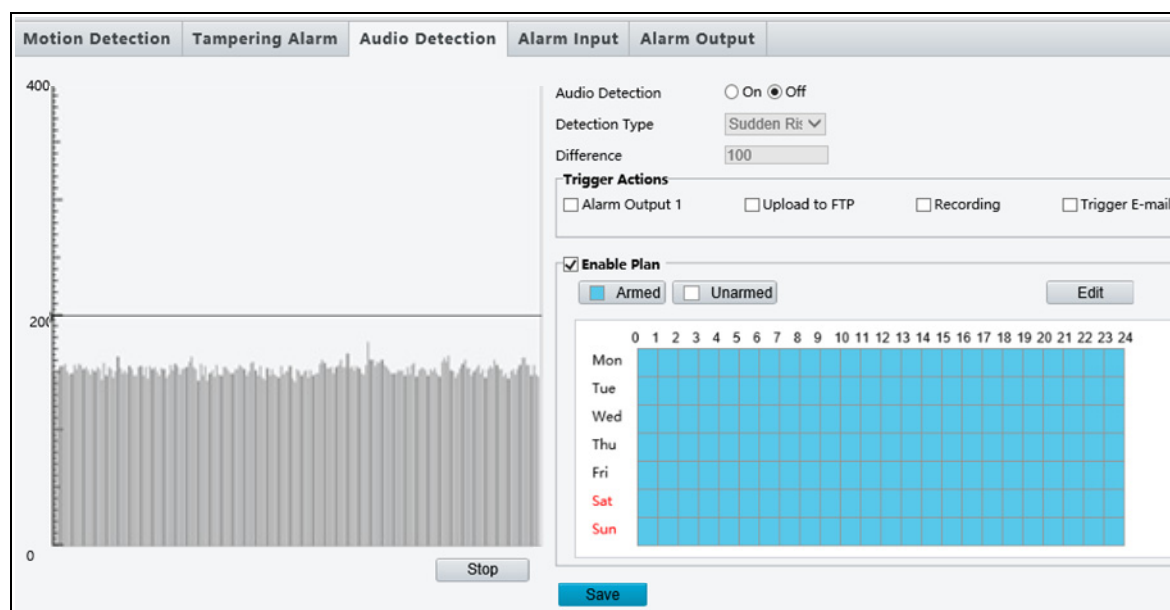 Motion Detection Tampering Alarm Audio Detection Alarm Input Alarm Output
400
200
0
Stop
Audio Detection On Off
Detection Type Sudden Ris
Difference 100
Trigger Actions
Alarm Output 1 Upload to FTP Recording Trigger E-mail
Enable Plan
Armed Unarmed Edit
0 1 2 3 4 5 6 7 8 9 10 11 12 13 14 15 16 17 18 19 20 21 22 23 24
Mon
Tue
Wed
Thu
Fri
Sat
Sun
Save